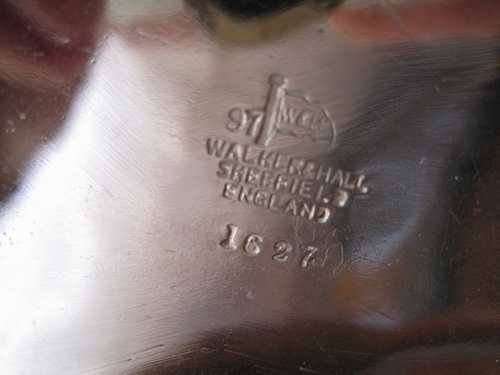 97 W&H
WALKER&HALL
SHEFFIELD
ENGLAND
1627